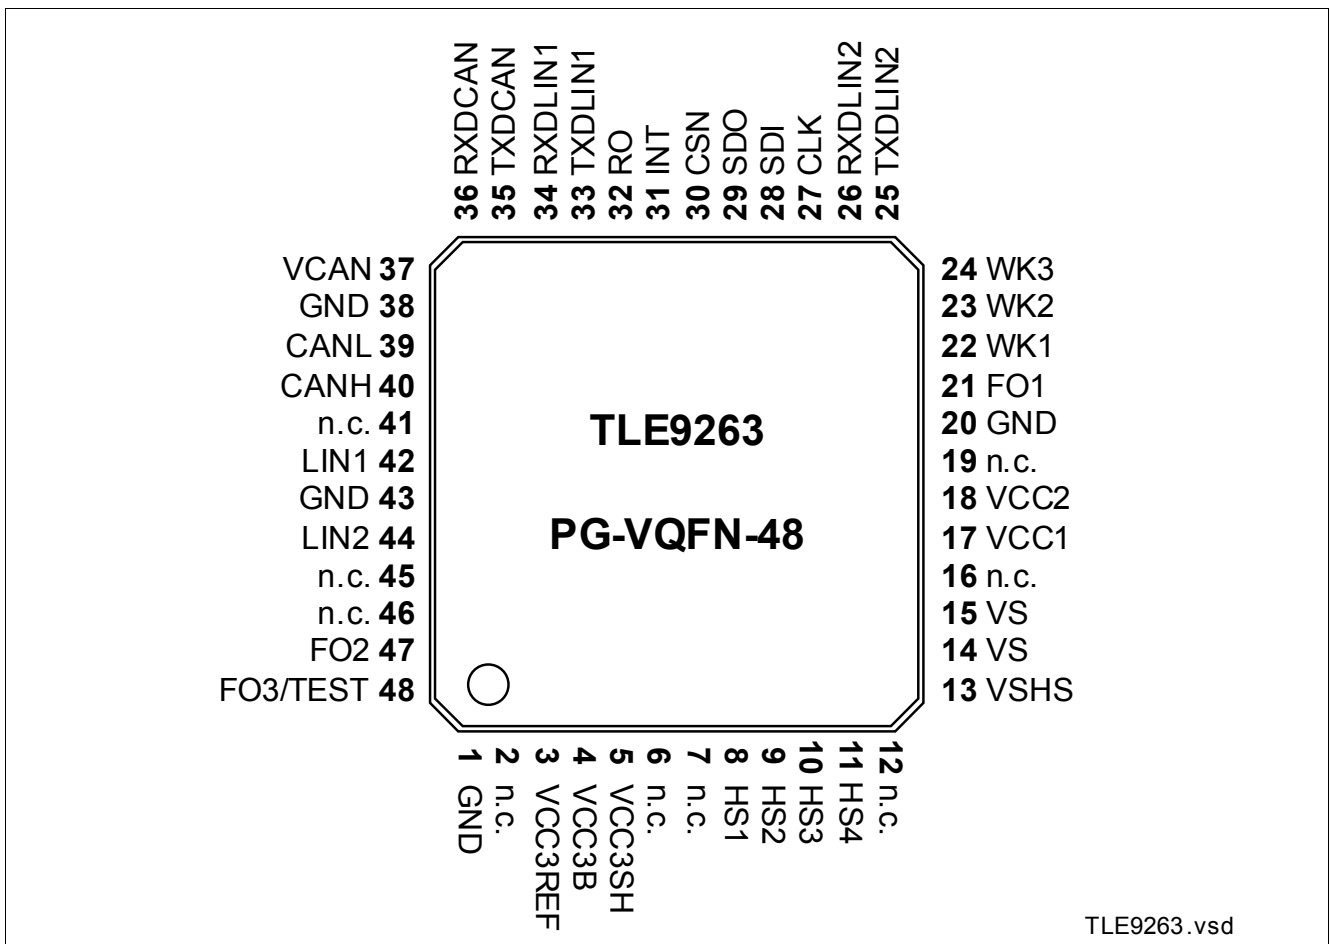 36 RXDCAN
35 TXDCAN
34 RXDLIN1
33 TXDLIN1
32 RO
31 INT
30 CSN
29 SDO
28 SDI
27 CLK
26 RXDLIN2
25 TXDLIN2
VCAN 37
GND 38
CANL 39
CANH 40
n.c. 41
LIN1 42
GND 43
LIN2 44
n.c. 45
n.c. 46
FO2 47
FO3/TEST 48
TLE9263
PG-VQFN-48
24 WK3
23 WK2
22 WK1
21 FO1
20 GND
19 n.c.
18 VCC2
17 VCC1
16 n.c.
15 VS
14 VS
13 VSHS
1 GND
2 n.c.
3 VCC3REF
4 VCC3B
5 VCC3SH
6 n.c.
7 n.c.
8 HS1
9 HS2
10 HS3
11 HS4
12 n.c.
TLE9263.vsd